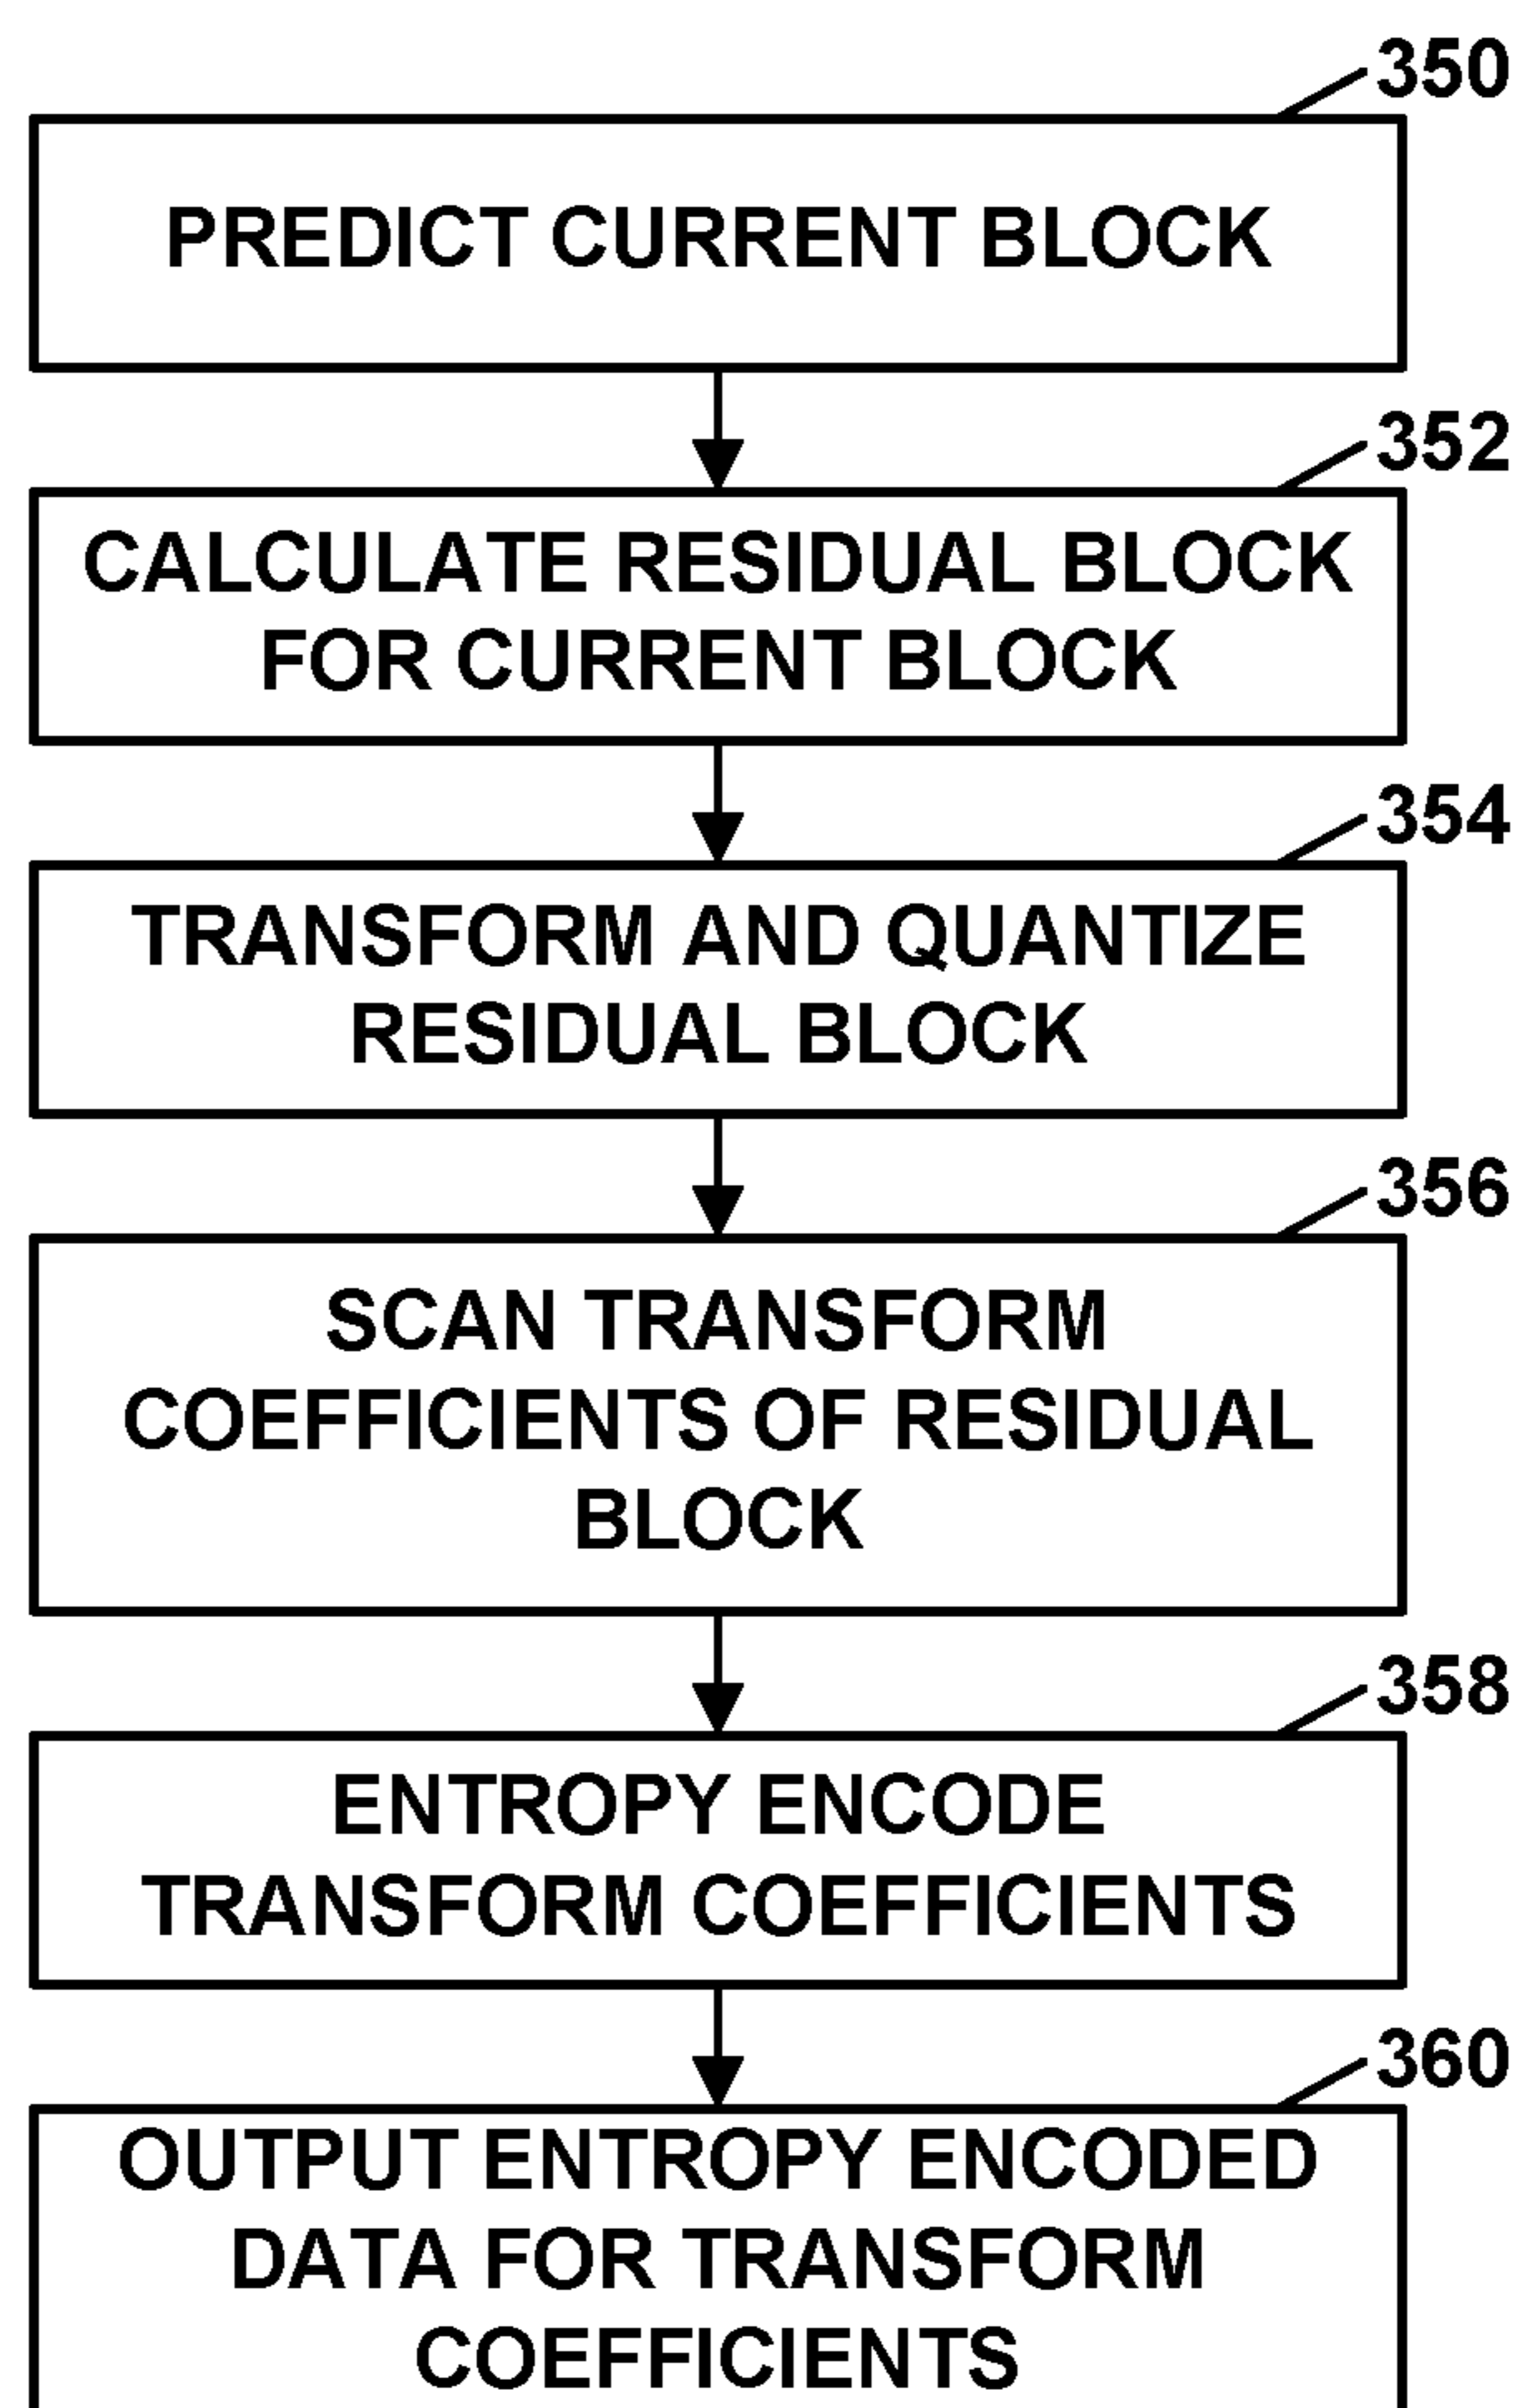 350
PREDICT CURRENT BLOCK
352
CALCULATE RESIDUAL BLOCK
FOR CURRENT BLOCK
354
TRANSFORM AND QUANTIZE
RESIDUAL BLOCK
356
SCAN TRANSFORM
COEFFICIENTS OF RESIDUAL
BLOCK
358
ENTROPY ENCODE
TRANSFORM COEFFICIENTS
360
OUTPUT ENTROPY ENCODED
DATA FOR TRANSFORM
COEFFICIENTS